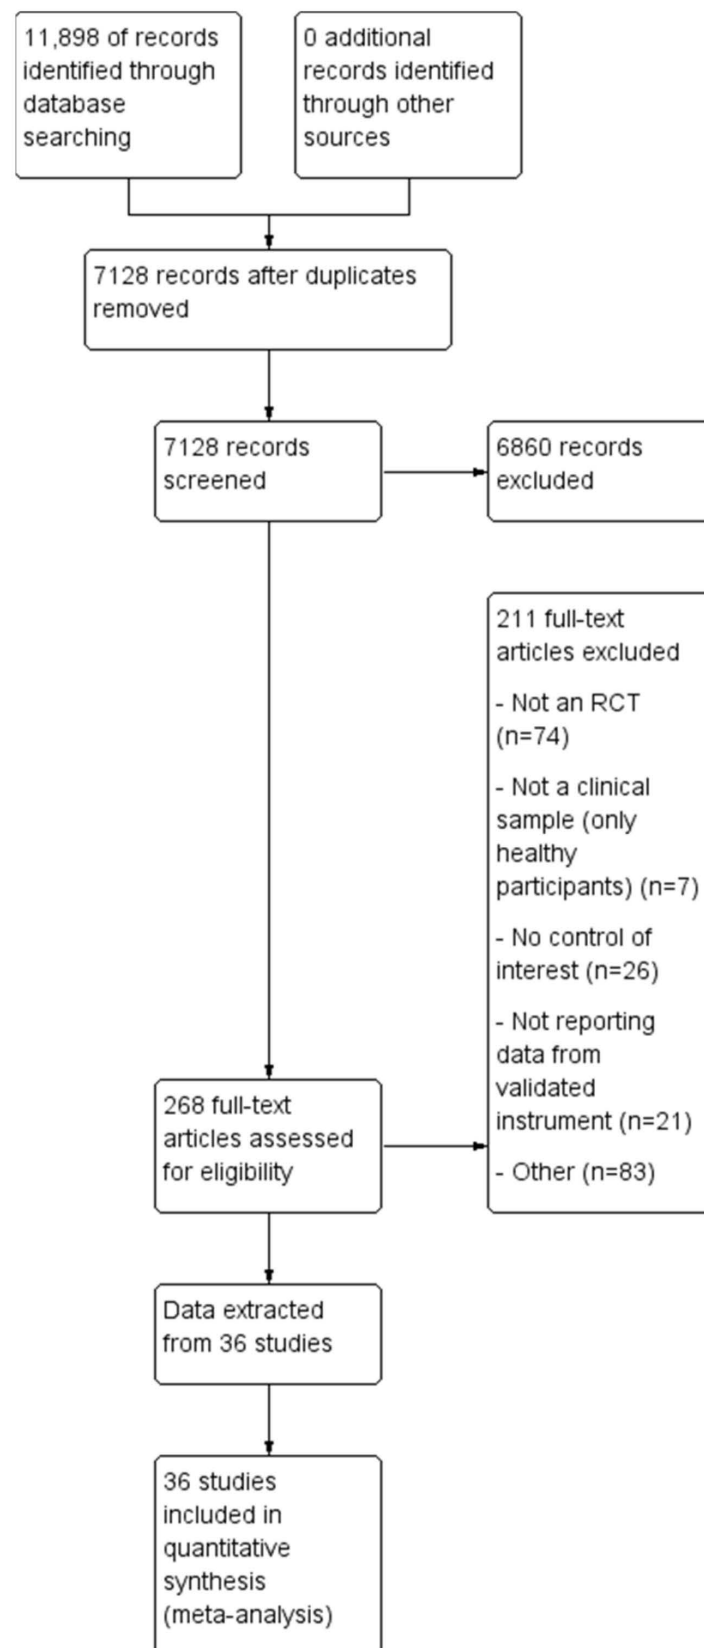 11,898 of records
identified through
database
searching
0 additional
records identified
through other
sources
7128 records after duplicates
removed
7128 records
screened
6860 records
excluded
211 full-text
articles excluded
- Not an RCT
(n=74)
- Not a clinical
sample (only
healthy
participants) (n=7)
- No control of
interest (n=26)
- Not reporting
data from
validated
instrument (n=21)
- Other (n=83)
268 full-text
articles assessed
for eligibility
Data extracted
from 36 studies
36 studies
included in
quantitative
synthesis
(meta-analysis)